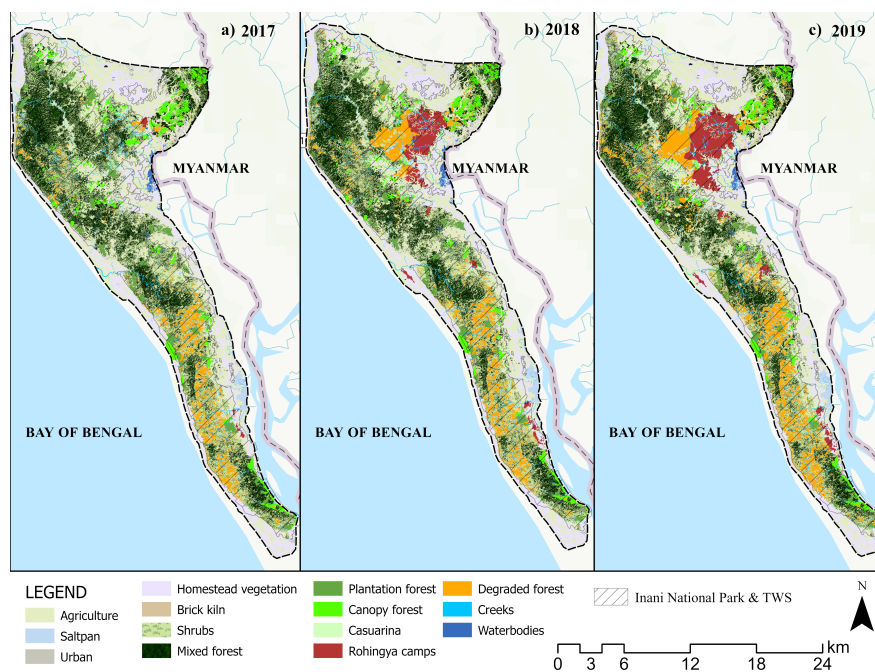 a) 2017
b) 2018
c) 2019
MYANMAR
MYANMAR
MYANMAR
BAY OF BENGAL
BAY OF BENGAL
BAY OF BENGAL
LEGEND
Agriculture
Saltpan
Urban
Homestead vegetation
Brick kiln
Shrubs
Mixed forest
Plantation forest
Canopy forest
Casuarina
Rohingya camps
Degraded forest
Creeks
Waterbodies
Inani National Park & TWS
N
km
0 3 6 12 18 24